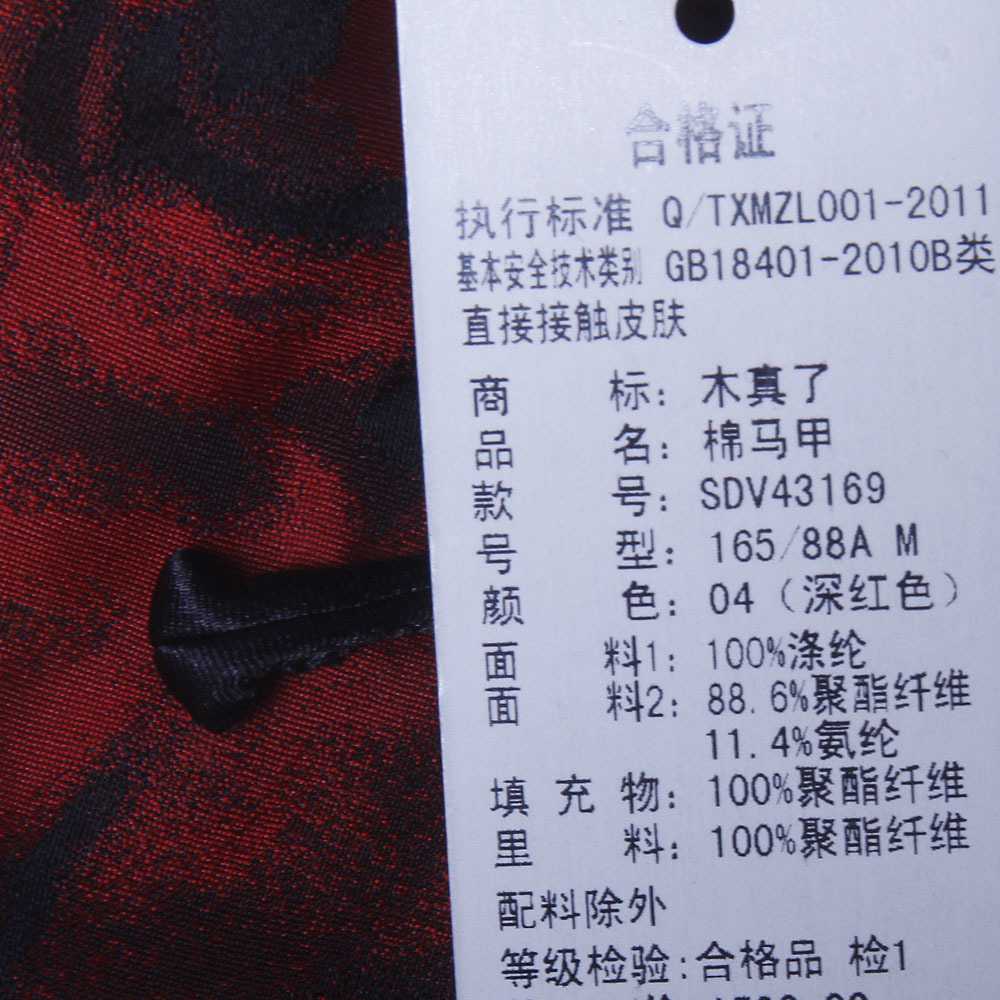 合格证
执行标准 Q/TXMZL001-2011
基本安全技术类别 GB18401-2010B类
直接接触皮肤
商 标: 木真了
品 名: 棉马甲
款 号: SDV43169
号 型: 165/88A M
颜 色: 04（深红色）
面 料1: 100%涤纶
面 料2: 88.6%聚酯纤维
11.4%氨纶
填 充 物: 100%聚酯纤维
里 料: 100%聚酯纤维
配料除外
等级检验:合格品 检1